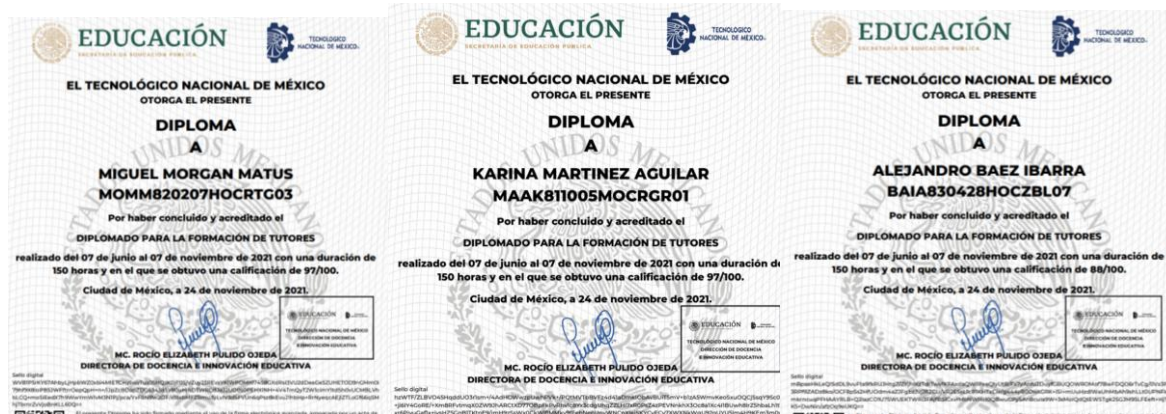 EDUCACIÓN
SECRETARÍA DE EDUCACIÓN PÚBLICA
TECNOLÓGICO
NACIONAL DE MÉXICO
EL TECNOLÓGICO NACIONAL DE MÉXICO
OTORGA EL PRESENTE
DIPLOMA
A
MIGUEL MORGAN MATUS
MOMM820207HOCRTG03
Por haber concluido y acreditado el
DIPLOMADO PARA LA FORMACIÓN DE TUTORES
realizado del 07 de junio al 07 de noviembre de 2021 con una duración de
150 horas y en el que se obtuvo una calificación de 97/100.
Ciudad de México, a 24 de noviembre de 2021.
EDUCACIÓN
TECNOLÓGICO NACIONAL DE MÉXICO
DIRECCIÓN DE DOCENCIA
E INNOVACIÓN EDUCATIVA
MC. ROCÍO ELIZABETH PULIDO OJEDA
DIRECTORA DE DOCENCIA E INNOVACIÓN EDUCATIVA
Sello digital
EDUCACIÓN
SECRETARÍA DE EDUCACIÓN PÚBLICA
TECNOLÓGICO
NACIONAL DE MÉXICO
EL TECNOLÓGICO NACIONAL DE MÉXICO
OTORGA EL PRESENTE
DIPLOMA
A
KARINA MARTINEZ AGUILAR
MAAK811005MOCRGR01
Por haber concluido y acreditado el
DIPLOMADO PARA LA FORMACIÓN DE TUTORES
realizado del 07 de junio al 07 de noviembre de 2021 con una duración de
150 horas y en el que se obtuvo una calificación de 97/100.
Ciudad de México, a 24 de noviembre de 2021.
EDUCACIÓN
TECNOLÓGICO NACIONAL DE MÉXICO
DIRECCIÓN DE DOCENCIA
E INNOVACIÓN EDUCATIVA
MC. ROCÍO ELIZABETH PULIDO OJEDA
DIRECTORA DE DOCENCIA E INNOVACIÓN EDUCATIVA
Sello digital
EDUCACIÓN
SECRETARÍA DE EDUCACIÓN PÚBLICA
TECNOLÓGICO
NACIONAL DE MÉXICO
EL TECNOLÓGICO NACIONAL DE MÉXICO
OTORGA EL PRESENTE
DIPLOMA
A
ALEJANDRO BAEZ IBARRA
BAIA830428HOCZBL07
Por haber concluido y acreditado el
DIPLOMADO PARA LA FORMACIÓN DE TUTORES
realizado del 07 de junio al 07 de noviembre de 2021 con una duración de
150 horas y en el que se obtuvo una calificación de 88/100.
Ciudad de México, a 24 de noviembre de 2021.
EDUCACIÓN
TECNOLÓGICO NACIONAL DE MÉXICO
DIRECCIÓN DE DOCENCIA
E INNOVACIÓN EDUCATIVA
MC. ROCÍO ELIZABETH PULIDO OJEDA
DIRECTORA DE DOCENCIA E INNOVACIÓN EDUCATIVA
Sello digital